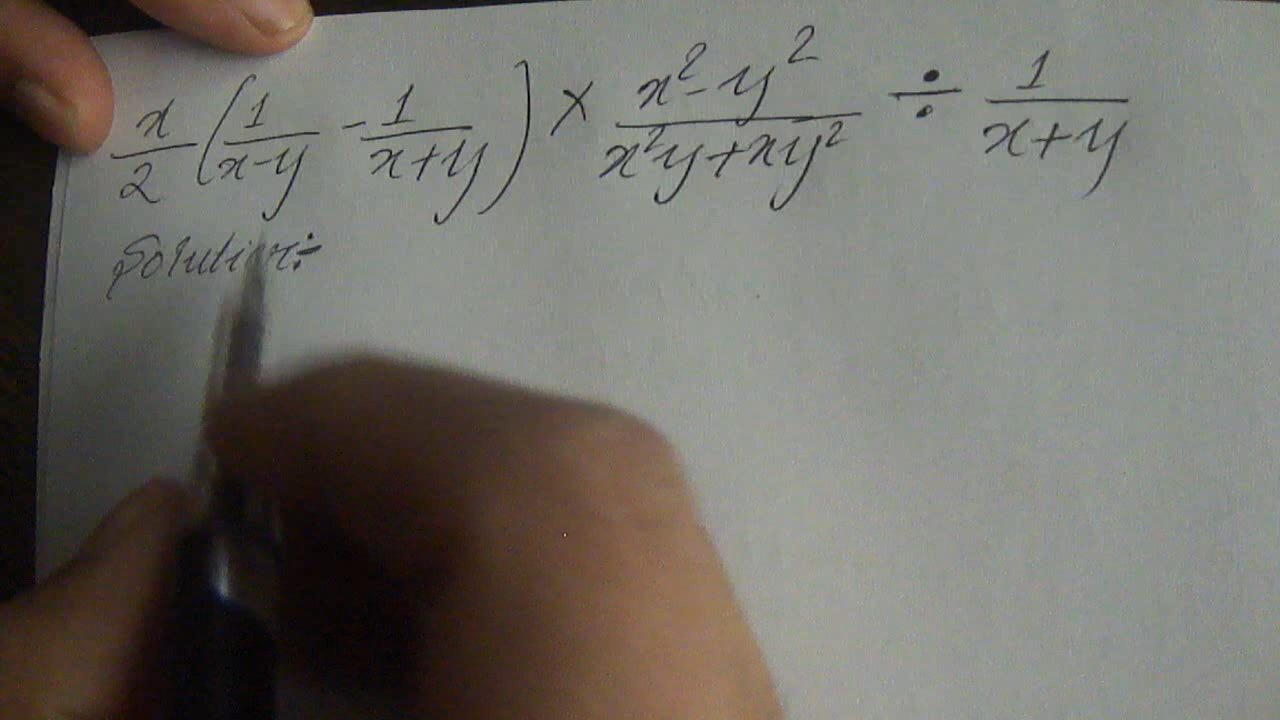 x/2 (1/x-y - 1/x+y) × x²-y²/x²y+xy² ÷ 1/x+y
Solution:-